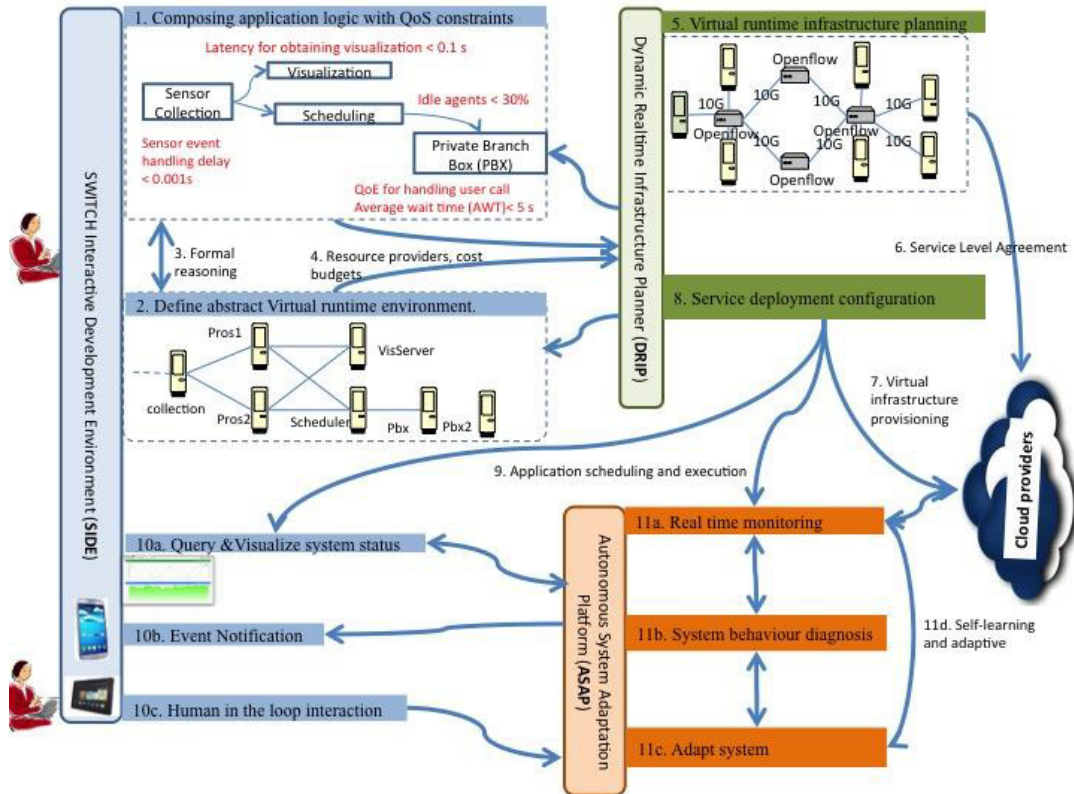 SWITCH Interactive Development Environment (SIDE)
1. Composing application logic with QoS constraints
Latency for obtaining visualization < 0.1 s
Visualization
Sensor
Collection
Scheduling
Idle agents < 30%
Private Branch
Box (PBX)
Sensor event
handling delay
< 0.001s
QoE for handling user call
Average wait time (AWT)< 5 s
3. Formal
reasoning
4. Resource providers, cost
budgets
2. Define abstract Virtual runtime environment.
Pros1
VisServer
collection
Pros2
Scheduler
Pbx
Pbx2
Dynamic Realtime Infrastructure Planner (DRIP)
5. Virtual runtime infrastructure planning
Openflow
10G
10G
10G
10G
10G
10G
Openflow
Openflow
10G
10G
10G
10G
Openflow
6. Service Level Agreement
8. Service deployment configuration
7. Virtual
infrastructure
provisioning
Cloud providers
9. Application scheduling and execution
10a. Query &Visualize system status
10b. Event Notification
10c. Human in the loop interaction
Autonomous System Adaptation
Platform (ASAP)
11a. Real time monitoring
11b. System behaviour diagnosis
11c. Adapt system
11d. Self-learning
and adaptive